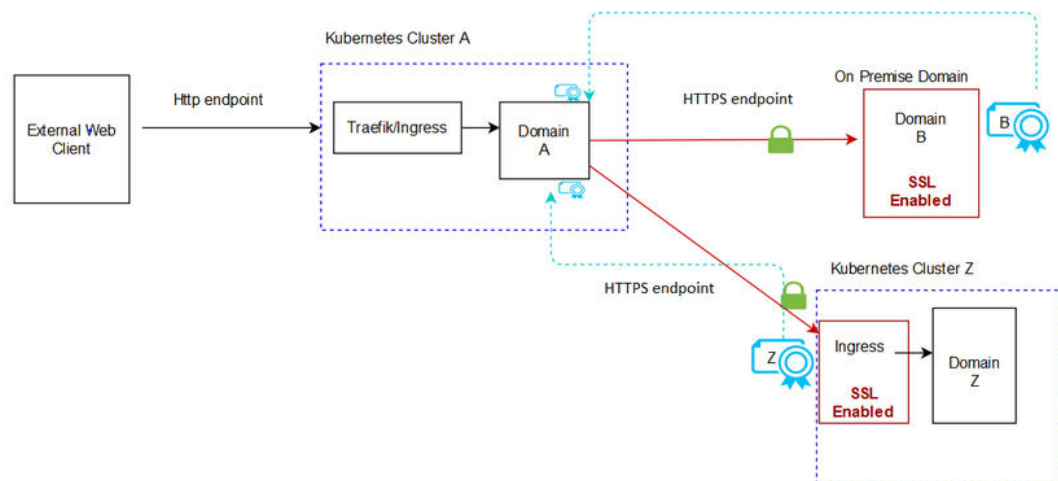 Kubernetes Cluster A
External Web
Client
Http endpoint
Traefik/Ingress
Domain
A
HTTPS endpoint
On Premise Domain
Domain
B
SSL
Enabled
B
HTTPS endpoint
Z
Kubernetes Cluster Z
Ingress
SSL
Enabled
Domain
Z